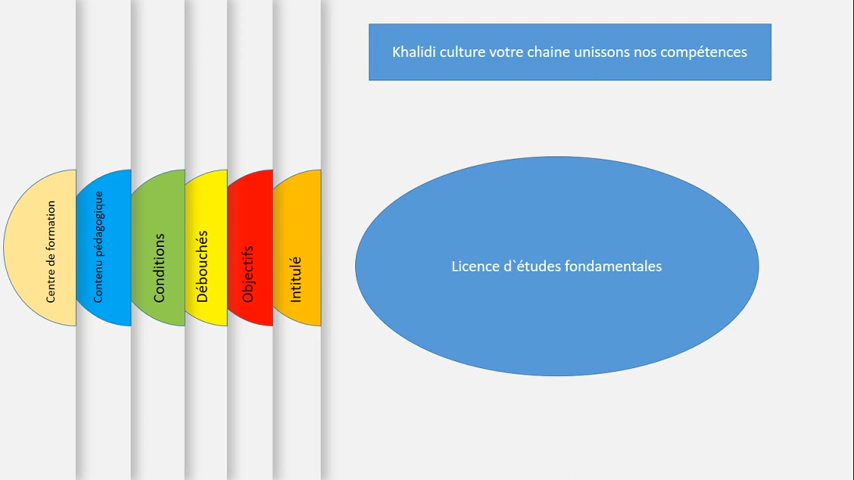 Khalidi culture votre chaine unissons nos compétences
Centre de formation
Contenu pédagogique
Conditions
Débouchés
Objectifs
Intitulé
Licence d`études fondamentales